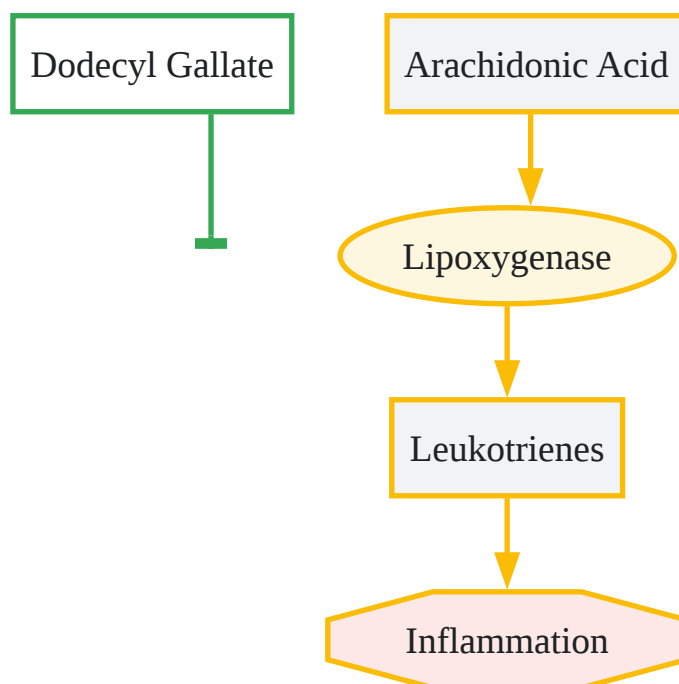 Dodecyl Gallate
Arachidonic Acid
Lipoxygenase
Leukotrienes
Inflammation